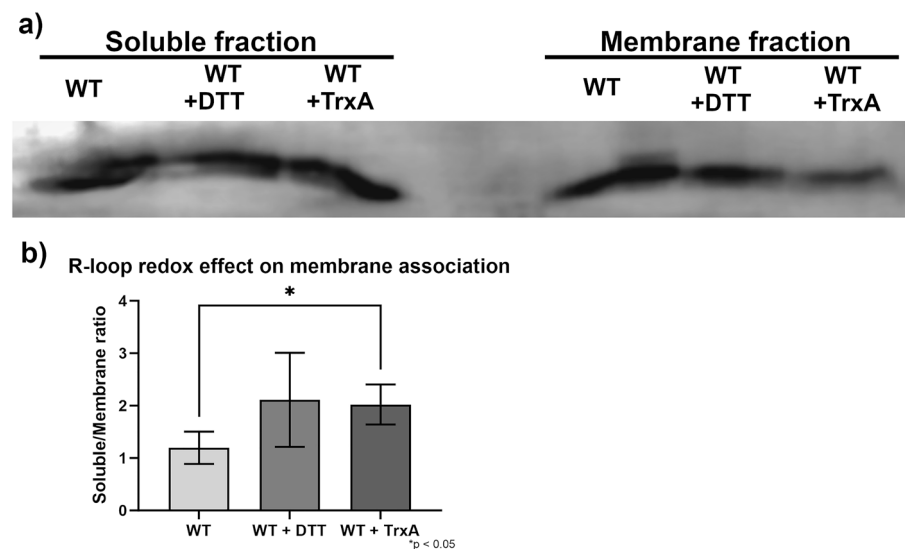 a)
Soluble fraction
Membrane fraction
WT
WT
+DTT
WT
+TrxA
WT
WT
+DTT
WT
+TrxA
b)
R-loop redox effect on membrane association
*
Soluble/Membrane ratio
4
3
2
1
0
WT
WT + DTT
WT + TrxA
*p < 0.05